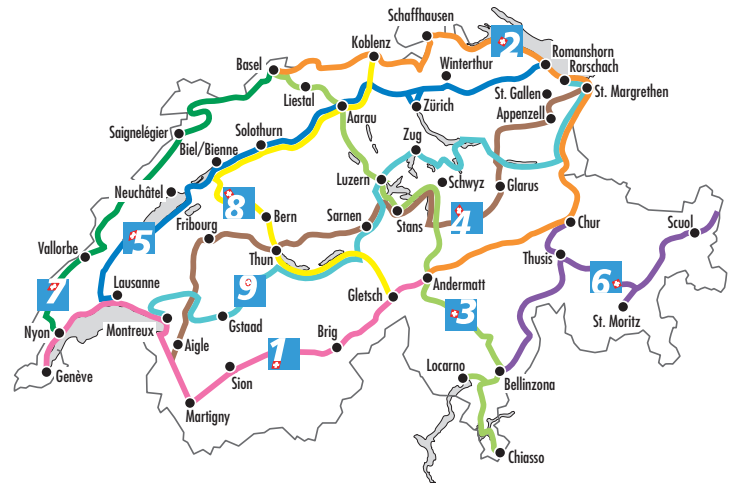 Schaffhausen
Koblenz
2
Romanshorn
Basel
Winterthur
Rorschach
Liestal
St. Gallen
St. Margrethen
Zürich
Aarau
Appenzell
Saignelégier
Solothurn
Zug
Biel/Bienne
Luzern
Schwyz
Glarus
Neuchâtel
8
Bern
Sarnen
Stans
4
Fribourg
Chur
Scuol
5
Vallorbe
Thun
Thusis
Lausanne
9
Gletsch
Andermatt
6
7
3
St. Moritz
Nyon
Montreux
Gstaad
Brig
Aigle
1
Locarno
Genève
Sion
Bellinzona
Martigny
Chiasso